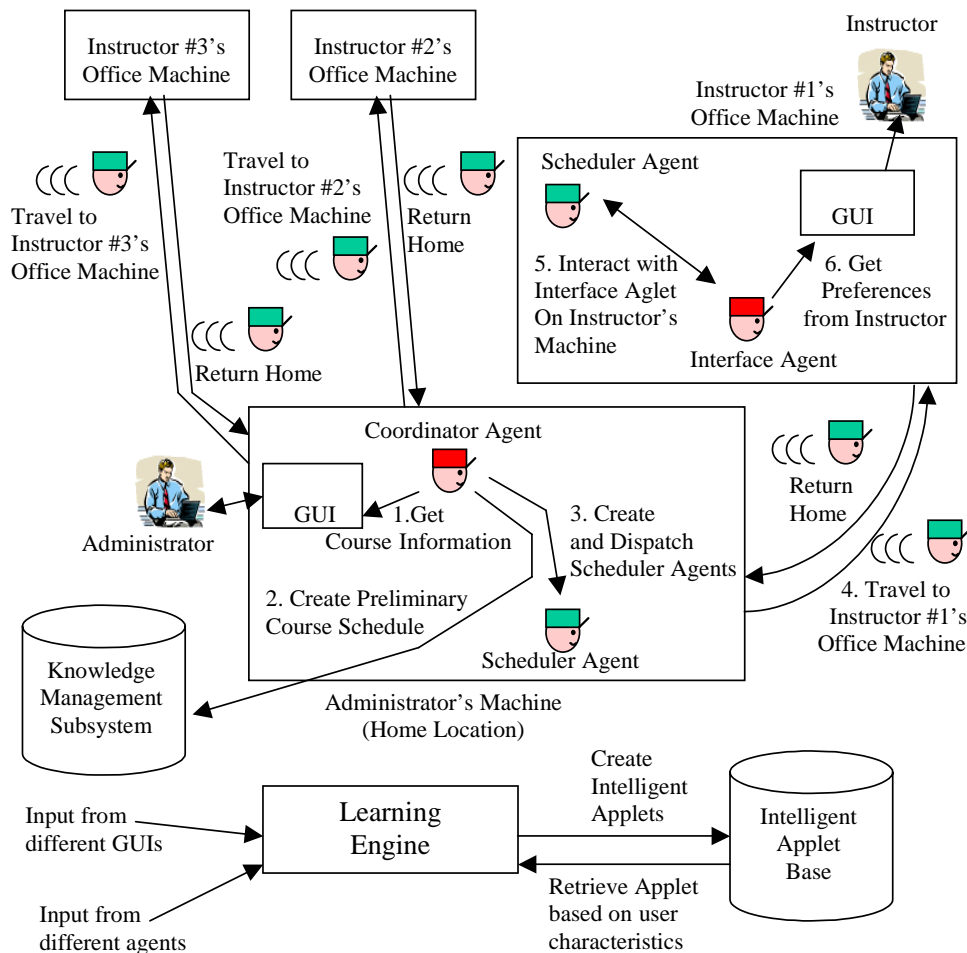 Instructor #3's
Office Machine
Instructor #2's
Office Machine
Instructor
Instructor #1's
Office Machine
Travel to
Instructor #3's
Office Machine
Travel to
Instructor #2's
Office Machine
Return
Home
Return Home
Scheduler Agent
GUI
5. Interact with
Interface Aglet
On Instructor's
Machine
6. Get
Preferences
from Instructor
Interface Agent
Coordinator Agent
GUI
1.Get
Course Information
3. Create
and Dispatch
Scheduler Agents
2. Create Preliminary
Course Schedule
Scheduler Agent
Administrator
Return
Home
4. Travel to
Instructor #1's
Office Machine
Knowledge
Management
Subsystem
Administrator's Machine
(Home Location)
Input from
different GUIs
Input from
different agents
Learning
Engine
Create
Intelligent
Applets
Retrieve Applet
based on user
characteristics
Intelligent
Applet
Base